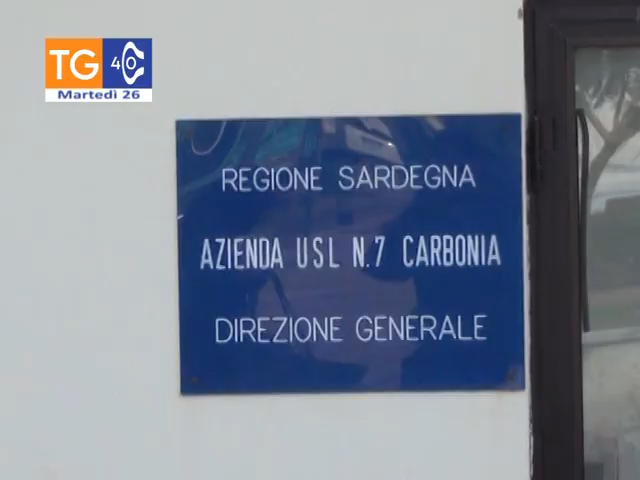 TG 40
Martedì 26
REGIONE SARDEGNA
AZIENDA USL N.7 CARBONIA
DIREZIONE GENERALE